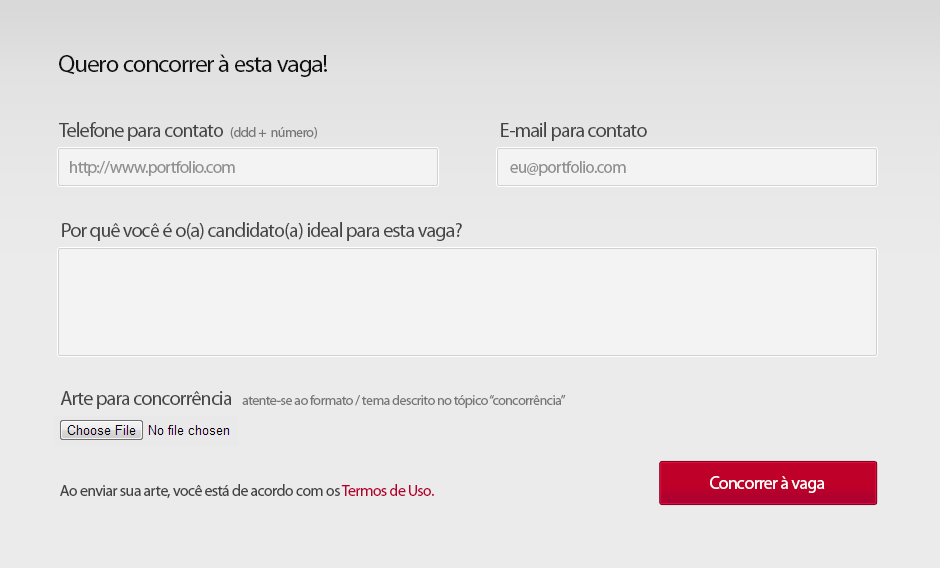 Quero concorrer à esta vaga!
Telefone para contato (ddd + número)
E-mail para contato
http://www.portfolio.com
eu@portfolio.com
Por quê você é o(a) candidato(a) ideal para esta vaga?
Arte para concorrência atente-se ao formato / tema descrito no tópico “concorrência”
Choose File No file chosen
Ao enviar sua arte, você está de acordo com os Termos de Uso.
Concorrer à vaga